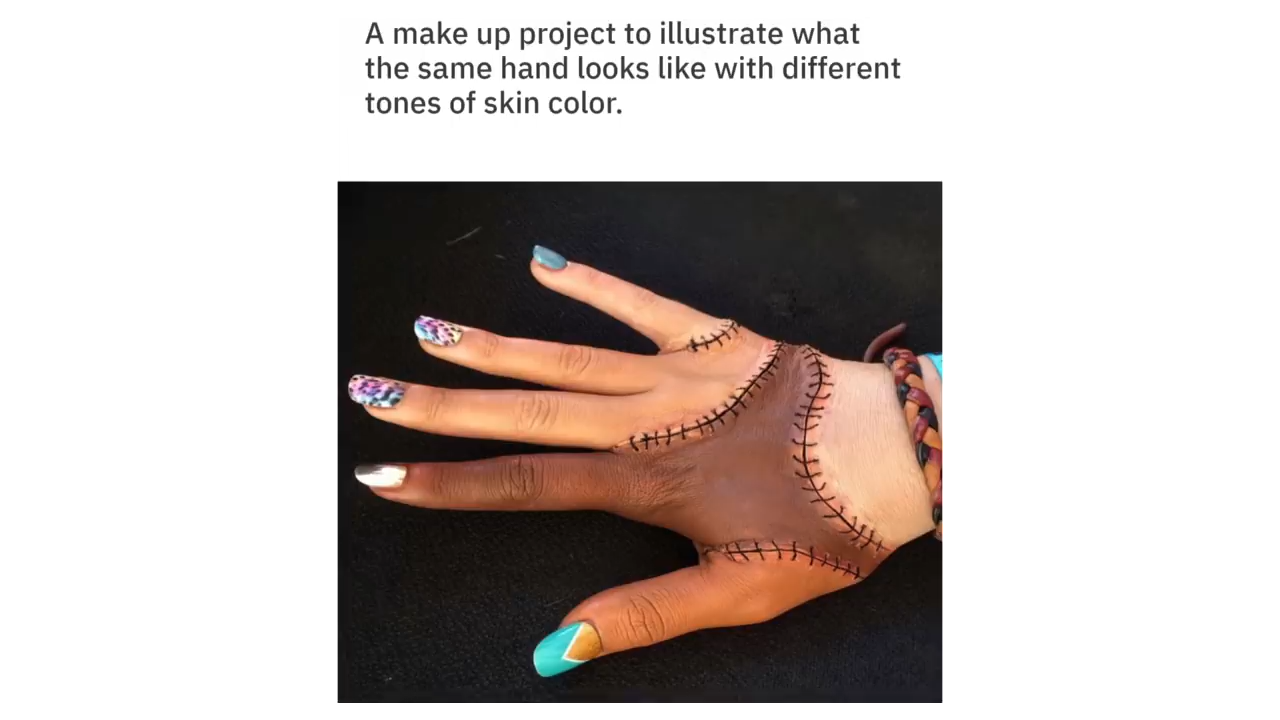 A make up project to illustrate what
the same hand looks like with different
tones of skin color.